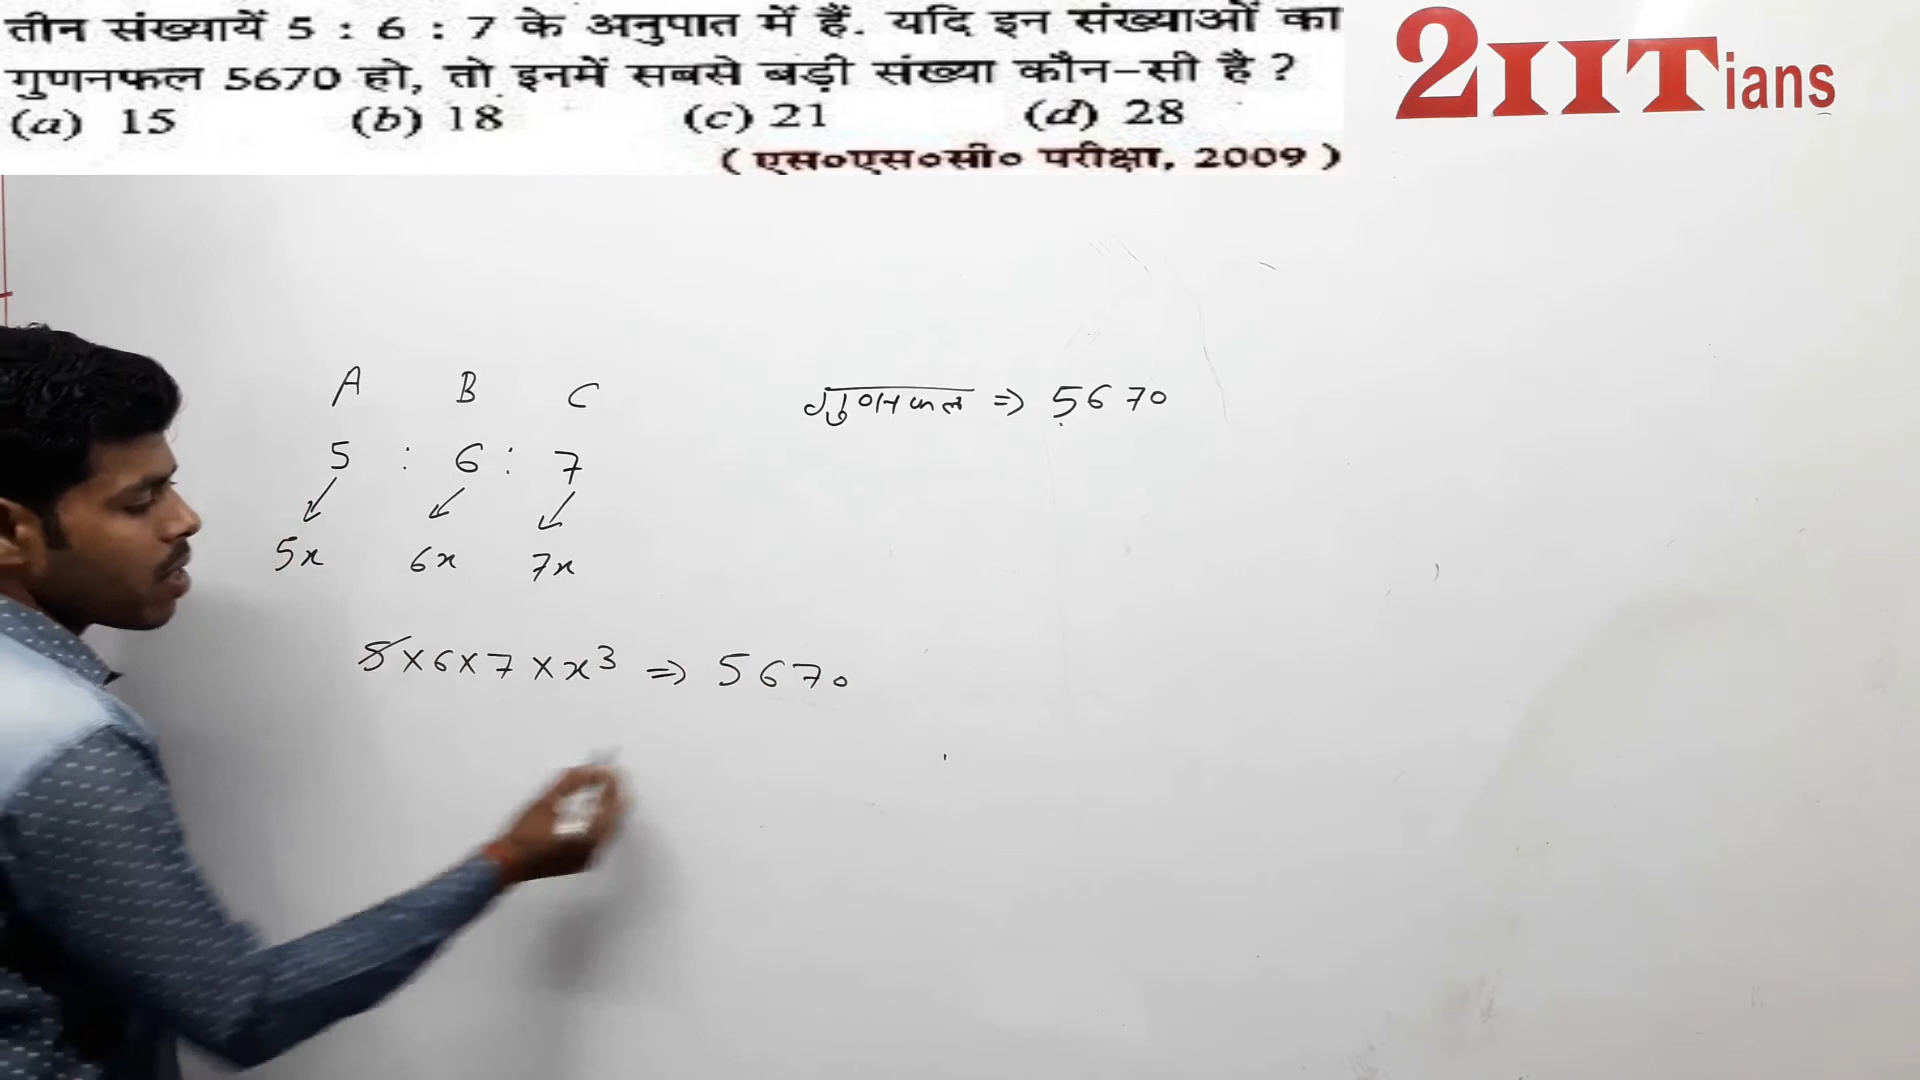 तीन संख्यायें 5 : 6 : 7 के अनुपात में हैं. यदि इन संख्याओं का
गुणनफल 5670 हो, तो इनमें सबसे बड़ी संख्या कौन-सी है ?
(a) 15 (b) 18 (c) 21 (d) 28
( एस०एस०सी० परीक्षा, 2009 )
2IITians
A B C
5 : 6 : 7
5x 6x 7x
गुणनफल ⇒ 5670
5×6×7×x³ ⇒ 5670